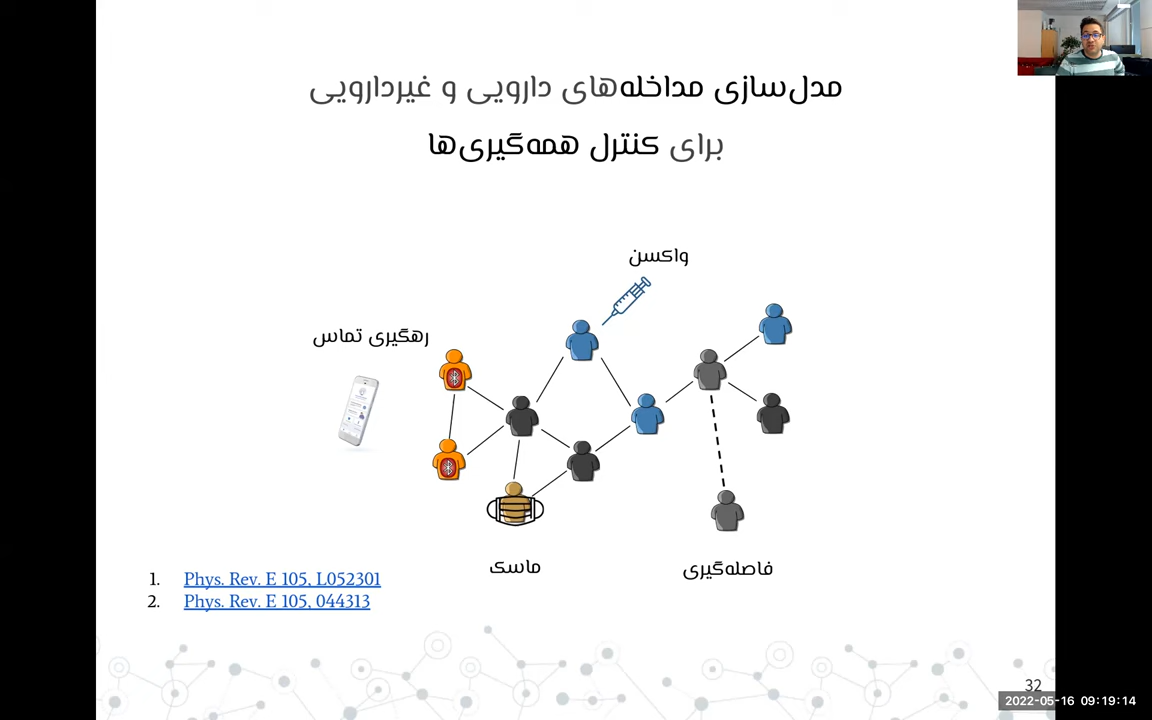 مدل‌سازی مداخله‌های دارویی و غیردارویی
برای کنترل همه‌گیری‌ها
واکسن
رهگیری تماس
ماسک
فاصله‌گیری
1. Phys. Rev. E 105, L052301
2. Phys. Rev. E 105, 044313
32
2022-05-16 09:19:14